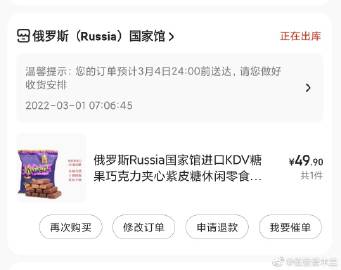 俄罗斯（Russia）国家馆
正在出库
温馨提示：您的订单预计3月4日24:00前送达，请您做好
收货安排
2022-03-01 07:06:45
俄罗斯Russia国家馆进口KDV糖
¥49.90
果巧克力夹心紫皮糖休闲零食...
共1件
再次购买
修改订单
申请退款
我要催单